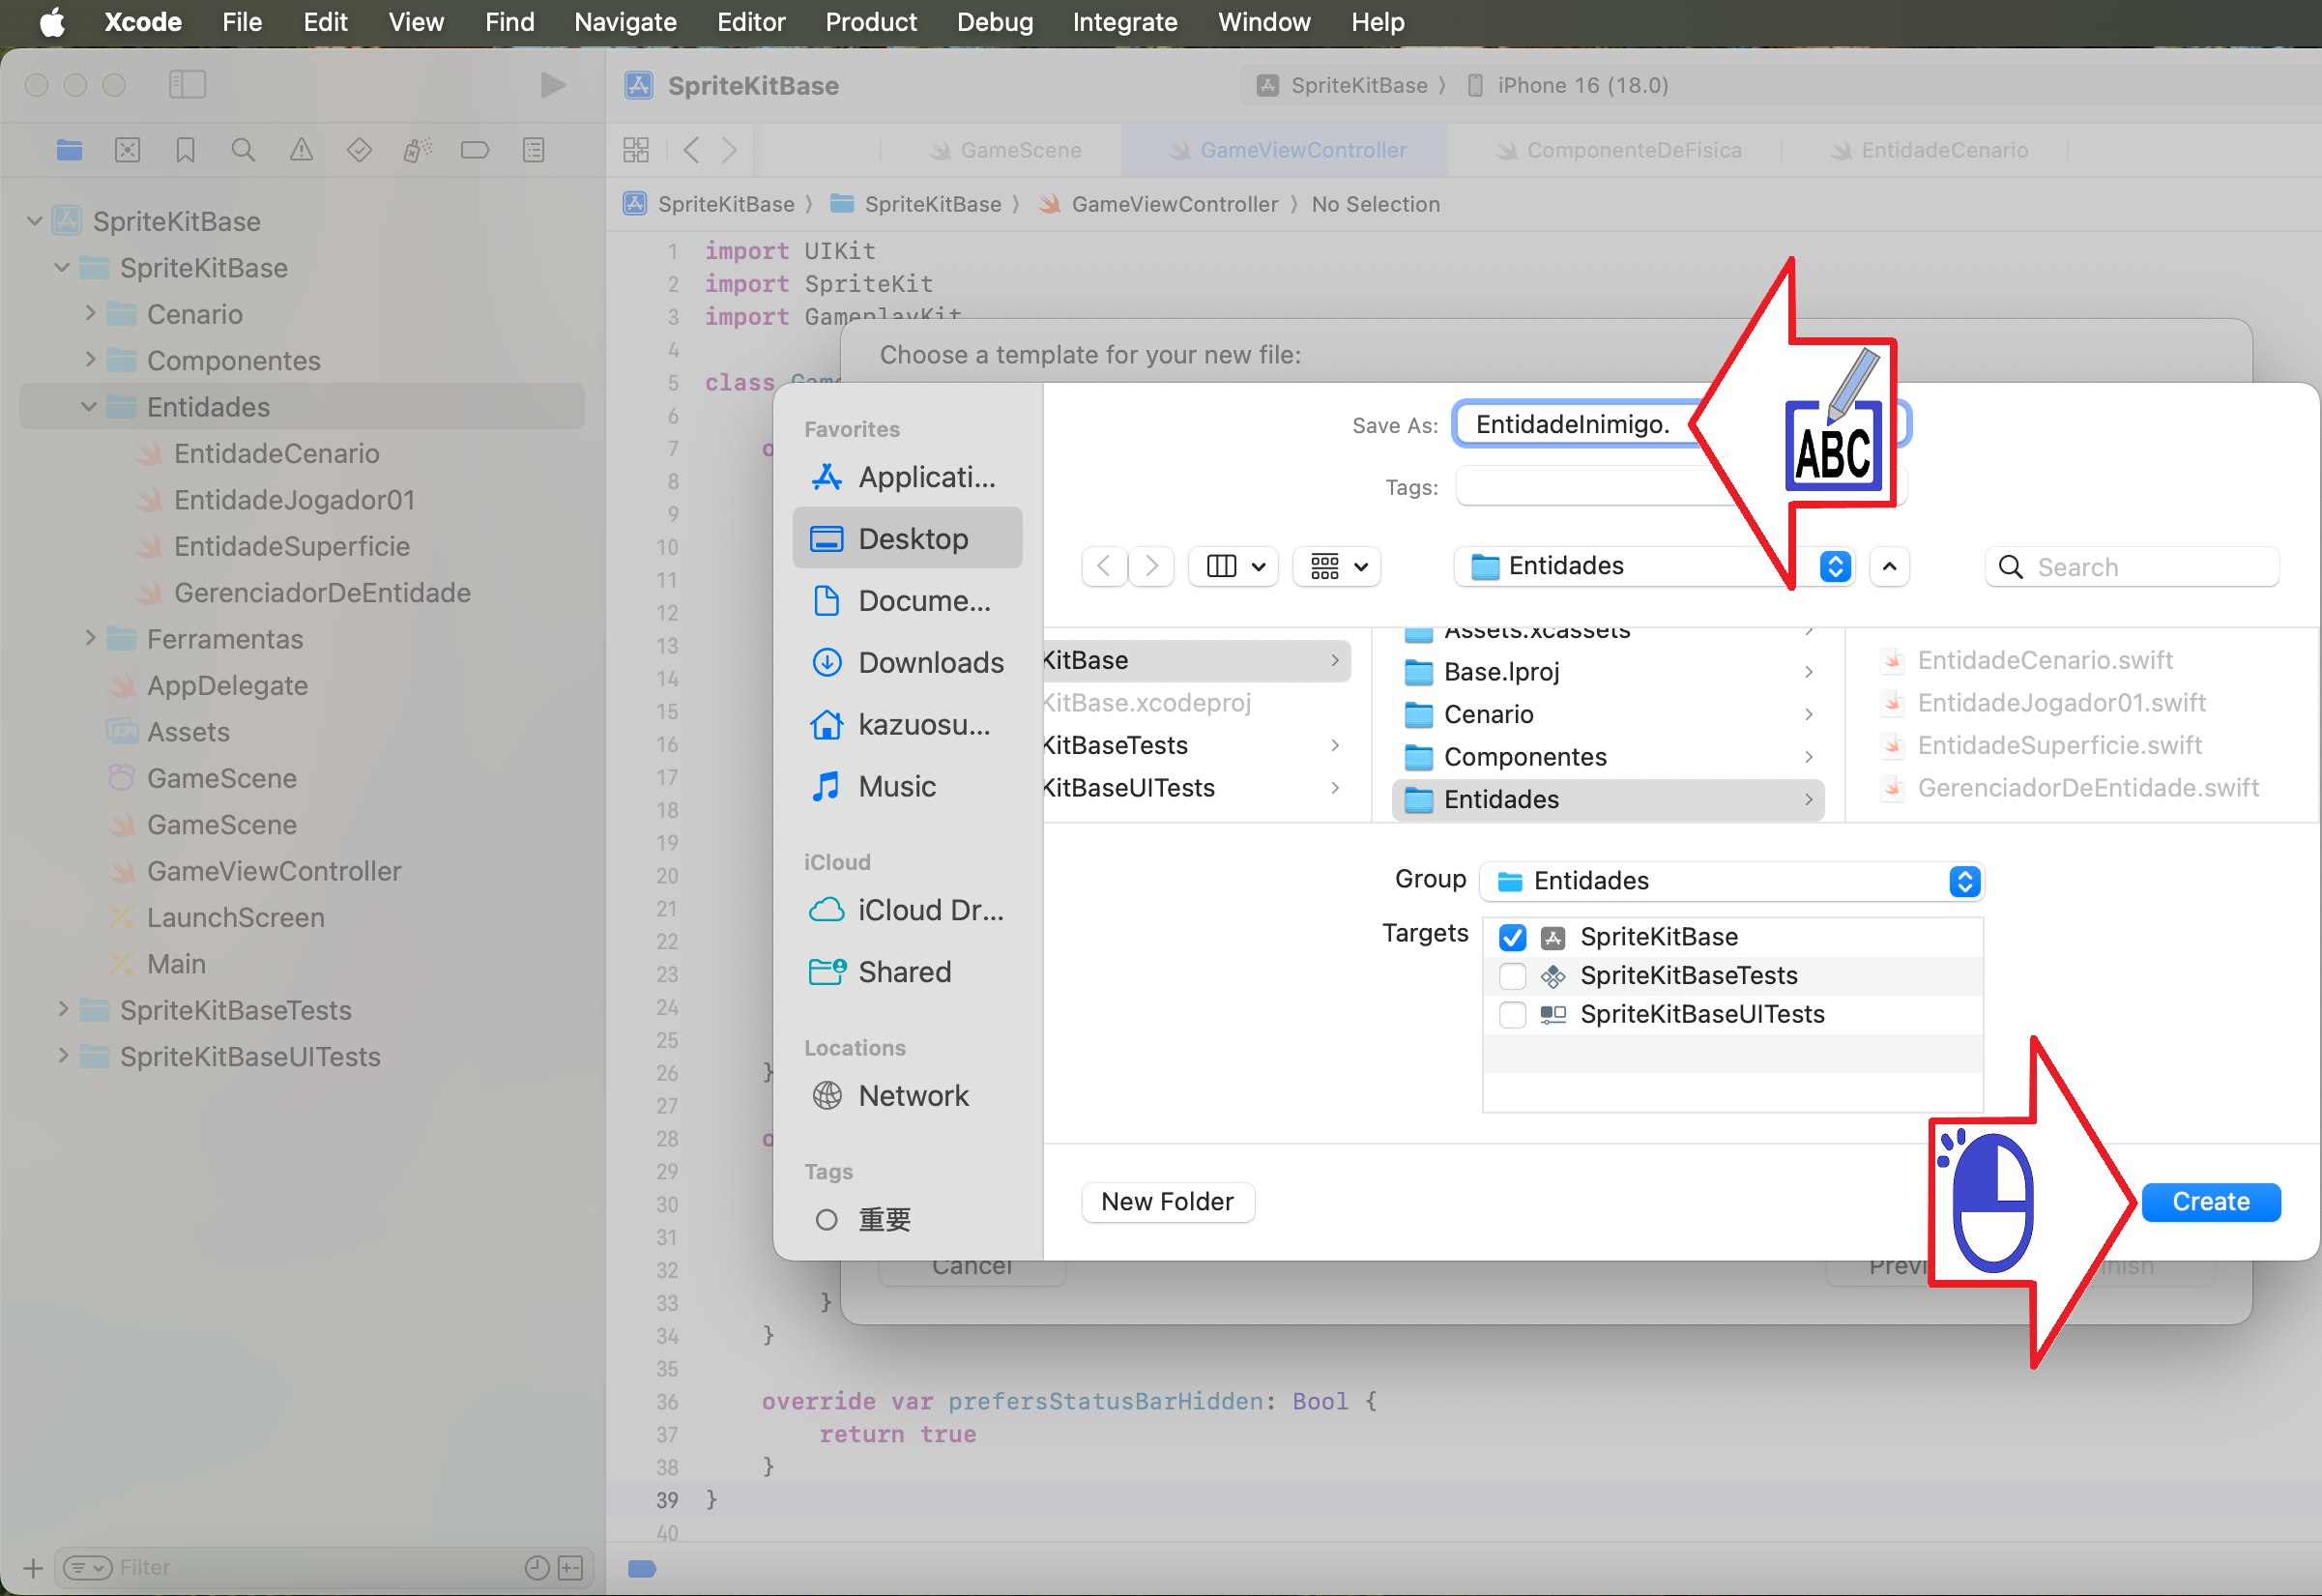 Xcode File Edit View Find Navigate Editor Product Debug Integrate Window Help
SpriteKitBase
SpriteKitBase 〉 iPhone 16 (18.0)
GameScene GameViewController ComponenteDeFisica EntidadeCenario
SpriteKitBase 〉 SpriteKitBase 〉 GameViewController 〉 No Selection
SpriteKitBase
SpriteKitBase
Cenario
Componentes
Entidades
EntidadeCenario
EntidadeJogador01
EntidadeSuperficie
GerenciadorDeEntidade
Ferramentas
AppDelegate
Assets
GameScene
GameScene
GameViewController
LaunchScreen
Main
SpriteKitBaseTests
SpriteKitBaseUITests
Filter
1 import UIKit
2 import SpriteKit
3 import GameplayKit
4
5 class Game
6
7 o
8
9
10
11
12
13
14
15
16
17
18
19
20
21
22
23
24
25
26 }
27
28 o
29
30
31
32
33 }
34 }
35
36 override var prefersStatusBarHidden: Bool {
37 return true
38 }
39 }
40
Choose a template for your new file:
Favorites
Applicati...
Desktop
Docume...
Downloads
kazuosu...
Music
iCloud
iCloud Dr...
Shared
Locations
Network
Tags
重要
Save As: EntidadeInimigo.
ABC
Tags:
Entidades
Search
KitBase
KitBase.xcodeproj
KitBaseTests
KitBaseUITests
Assets.xcassets
Base.lproj
Cenario
Componentes
Entidades
EntidadeCenario.swift
EntidadeJogador01.swift
EntidadeSuperficie.swift
GerenciadorDeEntidade.swift
Group Entidades
Targets SpriteKitBase
SpriteKitBaseTests
SpriteKitBaseUITests
New Folder Create
Cancel